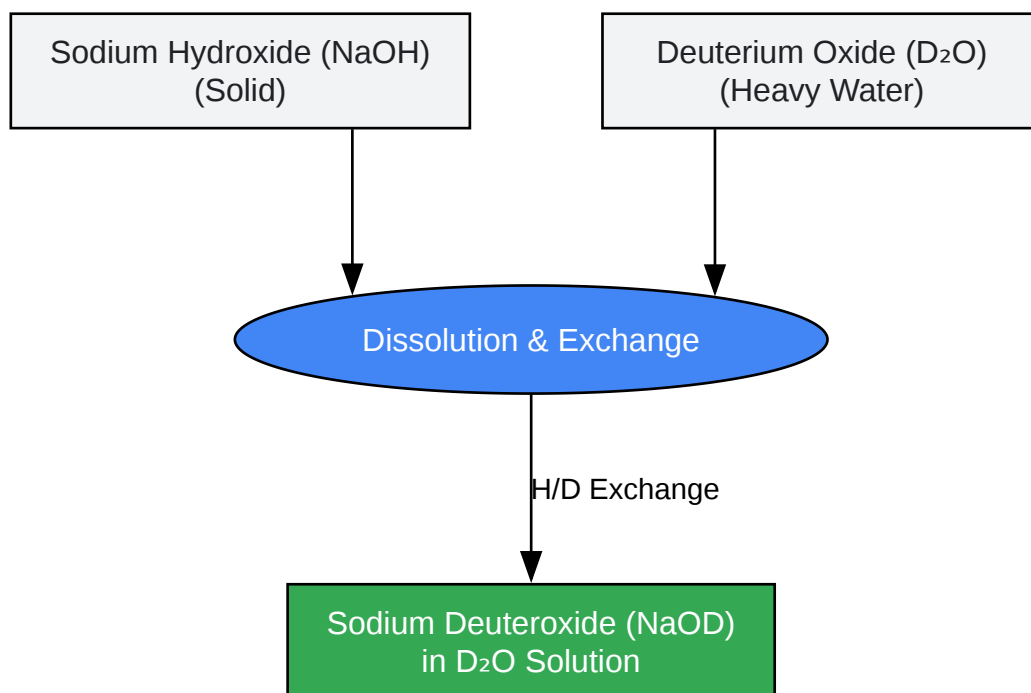 Sodium Hydroxide (NaOH)
(Solid)
Deuterium Oxide (D₂O)
(Heavy Water)
Dissolution & Exchange
H/D Exchange
Sodium Deuteroxide (NaOD)
in D₂O Solution